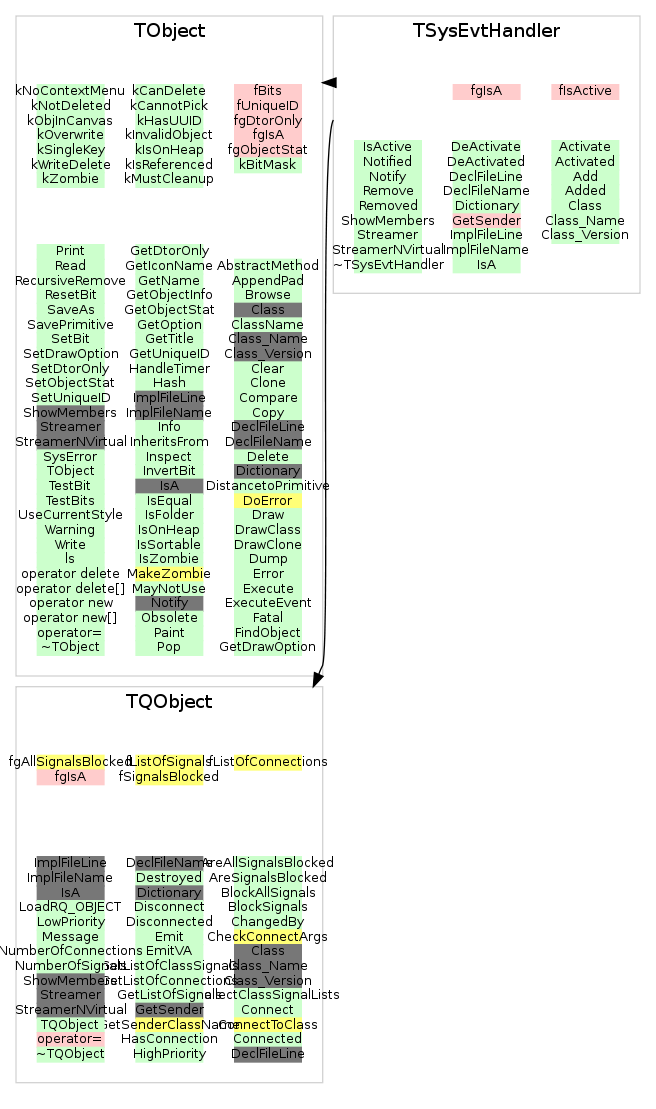 TObject
kNoContextMenu kCanDelete fBits
kNotDeleted kCannotPick fUniqueID
kObjInCanvas kHasUUID fgDtorOnly
kOverwrite kInvalidObject fgIsA
kSingleKey kIsOnHeap fgObjectStat
kWriteDelete kIsReferenced kBitMask
kZombie kMustCleanup
Print GetDtorOnly
Read GetIconName AbstractMethod
RecursiveRemove GetName AppendPad
ResetBit GetObjectInfo Browse
SaveAs GetObjectStat Class
SavePrimitive GetOption ClassName
SetBit GetTitle Class_Name
SetDrawOption GetUniqueID Class_Version
SetDtorOnly HandleTimer Clear
SetObjectStat Hash Clone
SetUniqueID ImplFileLine Compare
ShowMembers ImplFileName Copy
Streamer Info DeclFileLine
StreamerNVirtual InheritsFrom DeclFileName
SysError Inspect Delete
TObject InvertBit Dictionary
TestBit IsA DistancetoPrimitive
TestBits IsEqual DoError
UseCurrentStyle IsFolder Draw
Warning IsOnHeap DrawClass
Write IsSortable DrawClone
ls IsZombie Dump
operator delete MakeZombie Error
operator delete[] MayNotUse Execute
operator new Notify ExecuteEvent
operator new[] Obsolete Fatal
operator= Paint FindObject
~TObject Pop GetDrawOption
TSysEvtHandler
fgIsA fIsActive
IsActive DeActivate Activate
Notified DeActivated Activated
Notify DeclFileLine Add
Remove DeclFileName Added
Removed Dictionary Class
ShowMembers GetSender Class_Name
Streamer ImplFileLine Class_Version
StreamerNVirtual ImplFileName
~TSysEvtHandler IsA
TQObject
fgAllSignalsBlocked fListOfSignals fListOfConnections
fgIsA fSignalsBlocked
ImplFileLine DeclFileName AreAllSignalsBlocked
ImplFileName Destroyed AreSignalsBlocked
IsA Dictionary BlockAllSignals
LoadRQ_OBJECT Disconnect BlockSignals
LowPriority Disconnected ChangedBy
Message Emit CheckConnectArgs
NumberOfConnections EmitVA Class
NumberOfSignals GetListOfClassSignals Class_Name
ShowMembers GetListOfConnections Class_Version
Streamer GetListOfSignals CollectClassSignalLists
StreamerNVirtual GetSender Connect
TQObject GetSenderClassName ConnectToClass
operator= HasConnection Connected
~TQObject HighPriority DeclFileLine